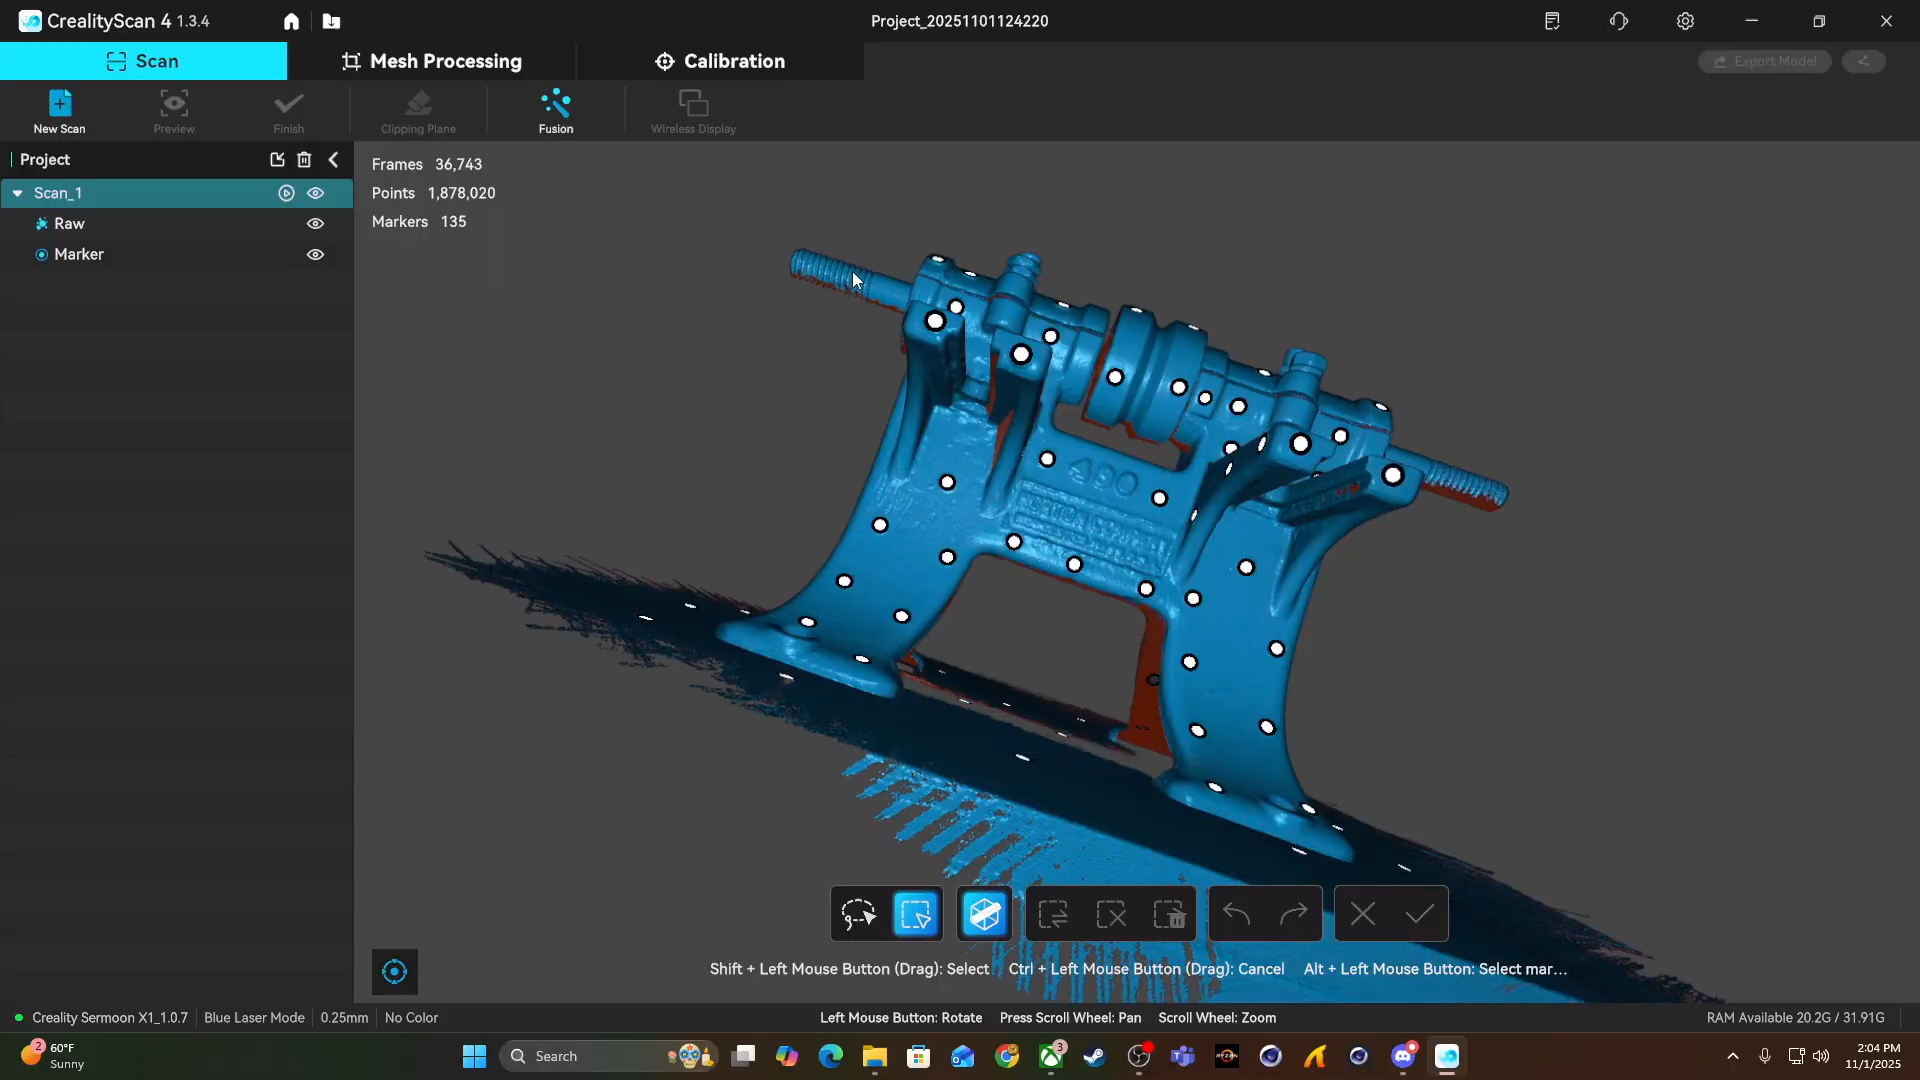 CrealityScan 4 1.3.4
Project_20251101124220
Scan
Mesh Processing
Calibration
Export Model
New Scan
Preview
Finish
Clipping Plane
Fusion
Wireless Display
Project
Scan_1
Raw
Marker
Frames 36,743
Points 1,878,020
Markers 135
490
Shift + Left Mouse Button (Drag): Select
Ctrl + Left Mouse Button (Drag): Cancel
Alt + Left Mouse Button: Select mar...
Creality Sermoon X1_1.0.7
Blue Laser Mode
0.25mm
No Color
Left Mouse Button: Rotate
Press Scroll Wheel: Pan
Scroll Wheel: Zoom
RAM Available 20.2G / 31.91G
2
60°F
Sunny
Search
3
2:04 PM
11/1/2025